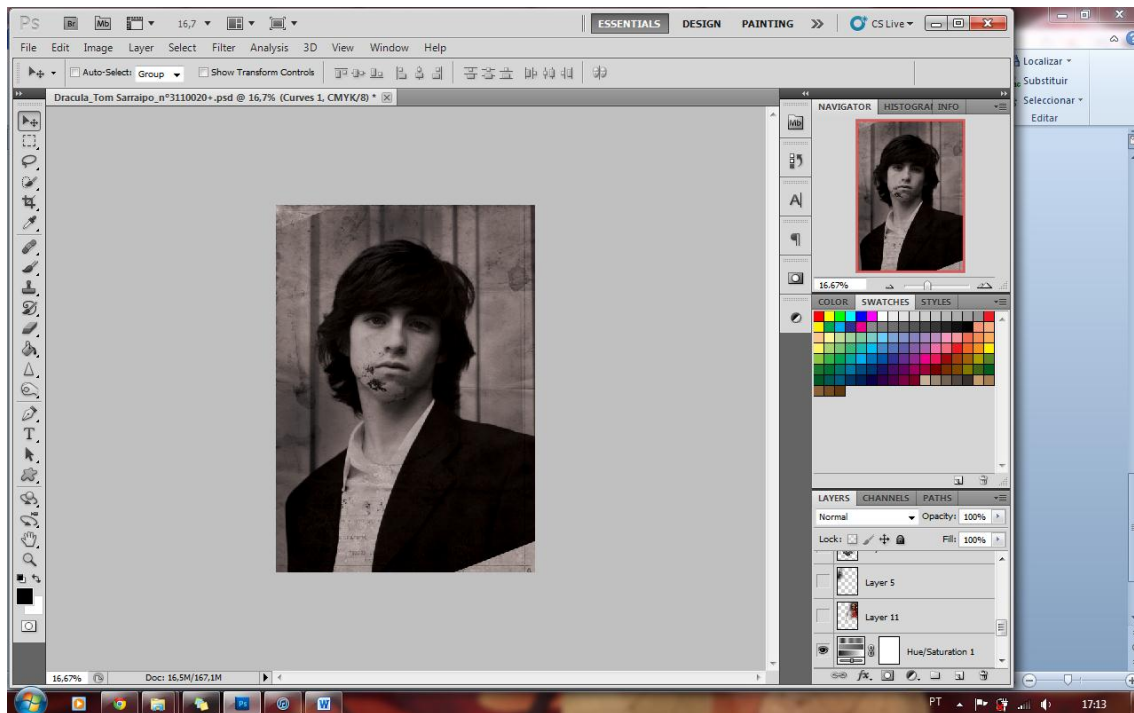 Ps Br Mb 16,7 ESSENTIALS DESIGN PAINTING CS Live
File Edit Image Layer Select Filter Analysis 3D View Window Help
Auto-Select: Group Show Transform Controls
Dracula_Tom Sarraipo_nº3110020+.psd @ 16,7% (Curves 1, CMYK/8) *
Mb
NAVIGATOR HISTOGRAI INFO
16.67%
COLOR SWATCHES STYLES
LAYERS CHANNELS PATHS
Normal Opacity: 100%
Lock: Fill: 100%
Layer 5
Layer 11
Hue/Saturation 1
16,67% Doc: 16,5M/167,1M
Localizar
Substituir
Seleccionar
Editar
Ps W PT 17:13